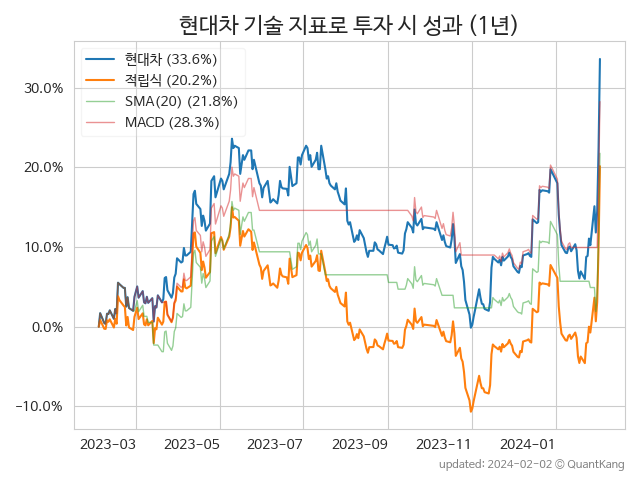 현대차 기술 지표로 투자 시 성과 (1년)
현대차 (33.6%)
적립식 (20.2%)
SMA(20) (21.8%)
MACD (28.3%)
30.0%
20.0%
10.0%
0.0%
−10.0%
2023-03 2023-05 2023-07 2023-09 2023-11 2024-01
updated: 2024-02-02 © QuantKang